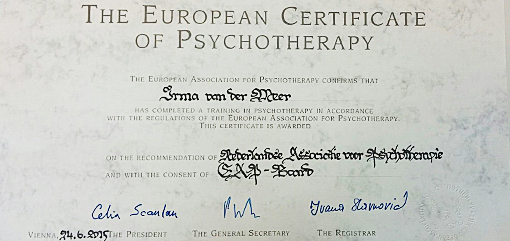 THE EUROPEAN CERTIFICATE
OF PSYCHOTHERAPY
THE EUROPEAN ASSOCIATION FOR PSYCHOTHERAPY CONFIRMS THAT
Irma van der Meer
HAS COMPLETED A TRAINING IN PSYCHOTHERAPY IN ACCORDANCE
WITH THE REGULATIONS OF THE EUROPEAN ASSOCIATION FOR PSYCHOTHERAPY.
THIS CERTIFICATE IS AWARDED
ON THE RECOMMENDATION OF Nederlandse Associatie voor Psychotherapie
AND WITH THE CONSENT OF EAP-Board
Celia Scanlan
VIENNA, 24.6.2015 THE PRESIDENT THE GENERAL SECRETARY THE REGISTRAR